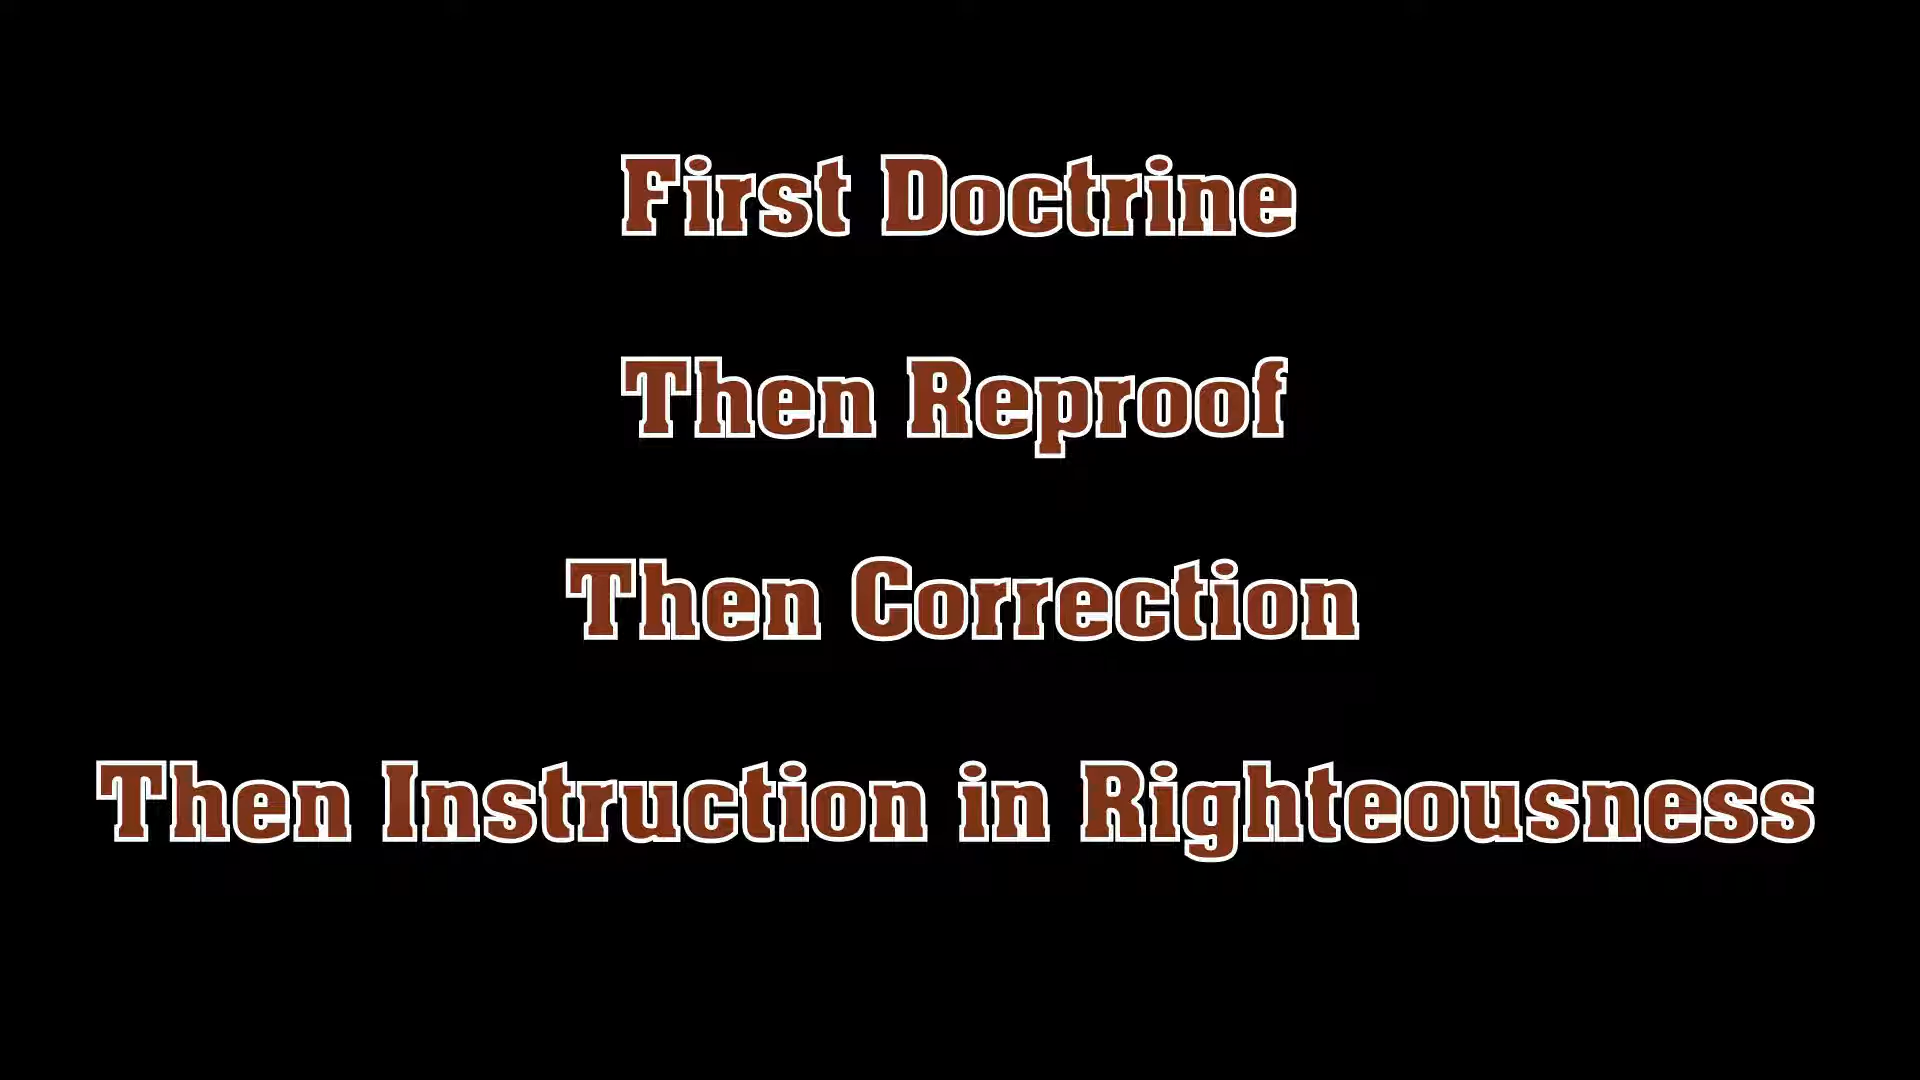 First Doctrine
Then Reproof
Then Correction
Then Instruction in Righteousness